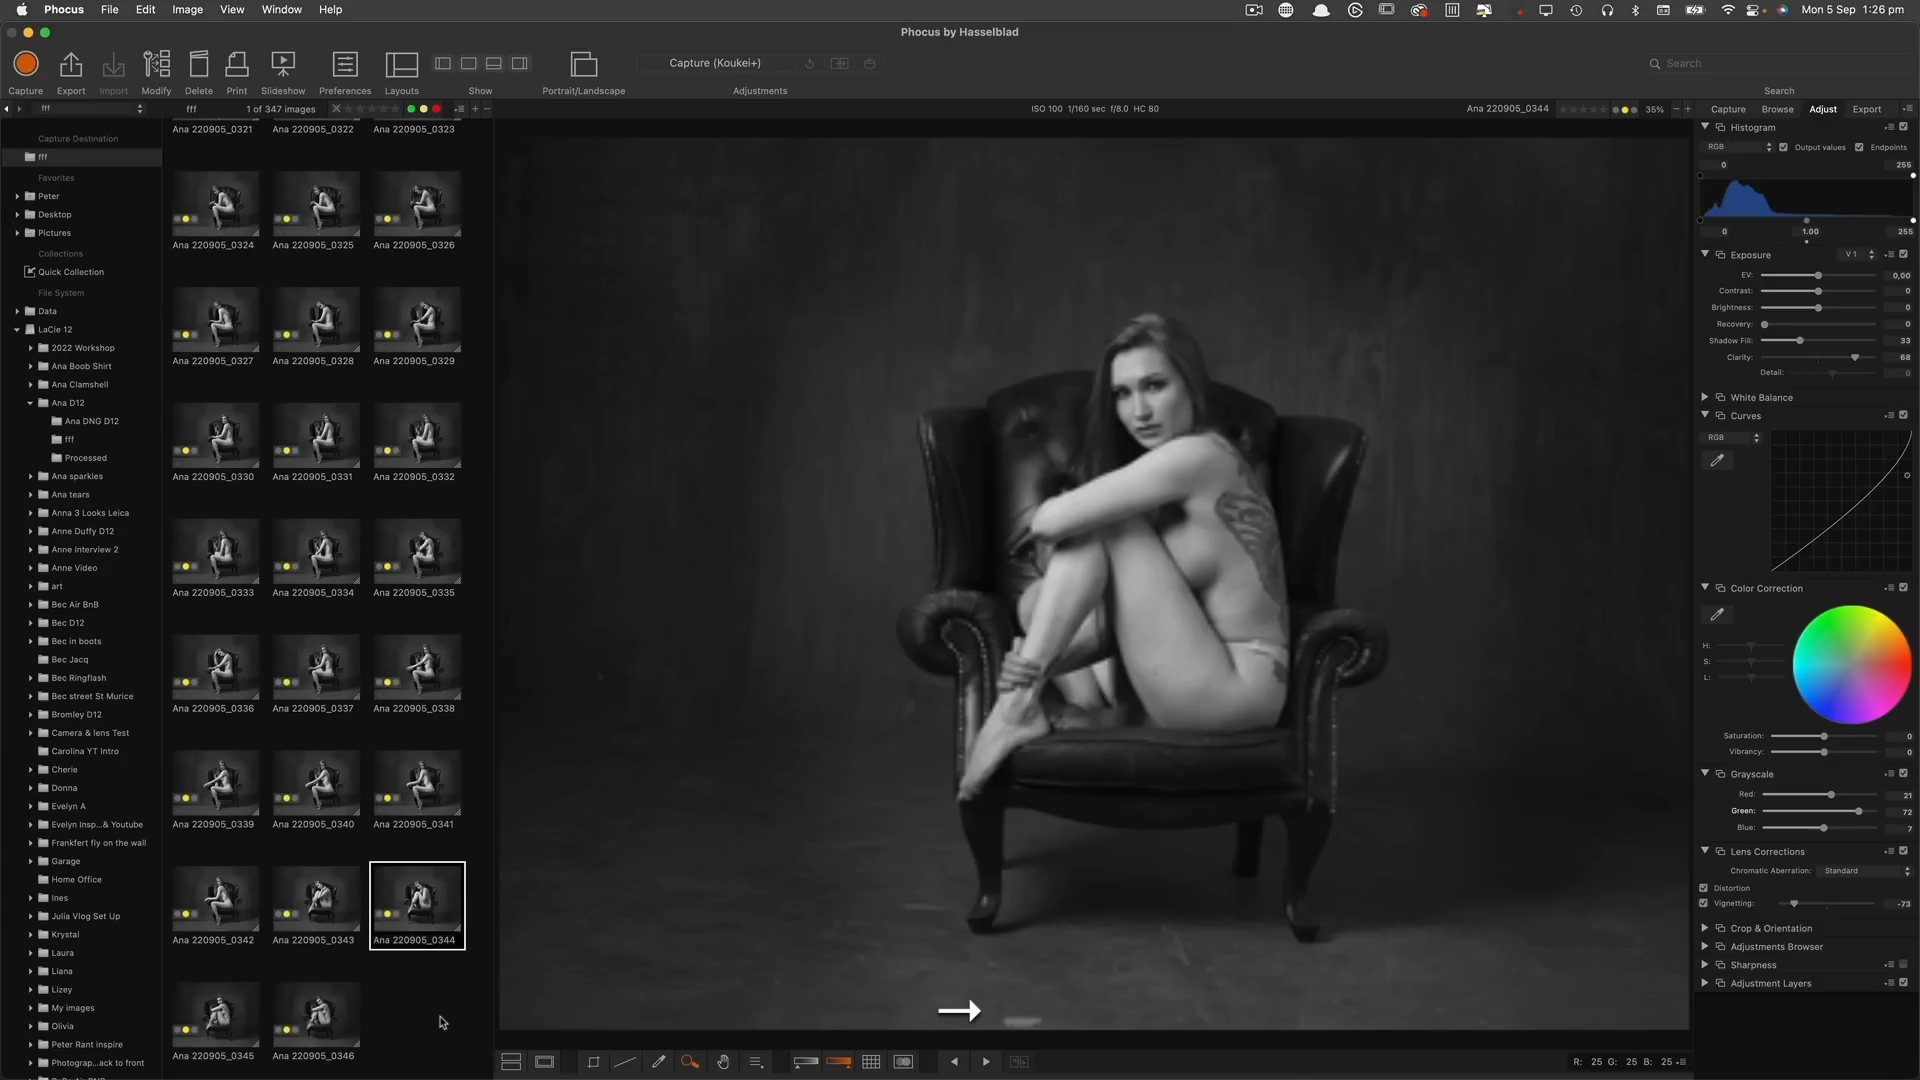 Phocus File Edit Image View Window Help
Mon 5 Sep 1:26 pm
Phocus by Hasselblad
Capture (Koukei+)
Search
Capture Export Import Modify Delete Print Slideshow Preferences Layouts Show Portrait/Landscape Adjustments Search
fff
fff 1 of 347 images
ISO 100 1/160 sec f/8.0 HC 80
Ana 220905_0344
35%
Capture Browse Adjust Export
Capture Destination
fff
Favorites
Peter
Desktop
Pictures
Collections
Quick Collection
File System
Data
LaCie 12
2022 Workshop
Ana Boob Shirt
Ana Clamshell
Ana D12
Ana DNG D12
fff
Processed
Ana sparkles
Ana tears
Anna 3 Looks Leica
Anne Duffy D12
Anne Interview 2
Anne Video
art
Bec Air BnB
Bec D12
Bec in boots
Bec Jacq
Bec Ringflash
Bec street St Murice
Bromley D12
Camera & lens Test
Carolina YT Intro
Cherie
Donna
Evelyn A
Evelyn Insp...& Youtube
Frankfert fly on the wall
Garage
Home Office
Ines
Julia Vlog Set Up
Krystal
Laura
Liana
Lizey
My images
Olivia
Peter Rant inspire
Photograp...ack to front
Ana 220905_0321 Ana 220905_0322 Ana 220905_0323
Ana 220905_0324 Ana 220905_0325 Ana 220905_0326
Ana 220905_0327 Ana 220905_0328 Ana 220905_0329
Ana 220905_0330 Ana 220905_0331 Ana 220905_0332
Ana 220905_0333 Ana 220905_0334 Ana 220905_0335
Ana 220905_0336 Ana 220905_0337 Ana 220905_0338
Ana 220905_0339 Ana 220905_0340 Ana 220905_0341
Ana 220905_0342 Ana 220905_0343 Ana 220905_0344
Ana 220905_0345 Ana 220905_0346
Histogram
RGB Output values Endpoints
0 255
0 1.00 255
Exposure V 1
EV: 0,00
Contrast: 0
Brightness: 0
Recovery: 0
Shadow Fill: 33
Clarity: 68
Detail: 0
White Balance
Curves
RGB
Color Correction
H:
S:
L:
Saturation: 0
Vibrancy: 0
Grayscale
Red: 21
Green: 72
Blue: 7
Lens Corrections
Chromatic Aberration: Standard
Distortion
Vignetting: -73
Crop & Orientation
Adjustments Browser
Sharpness
Adjustment Layers
R: 25 G: 25 B: 25